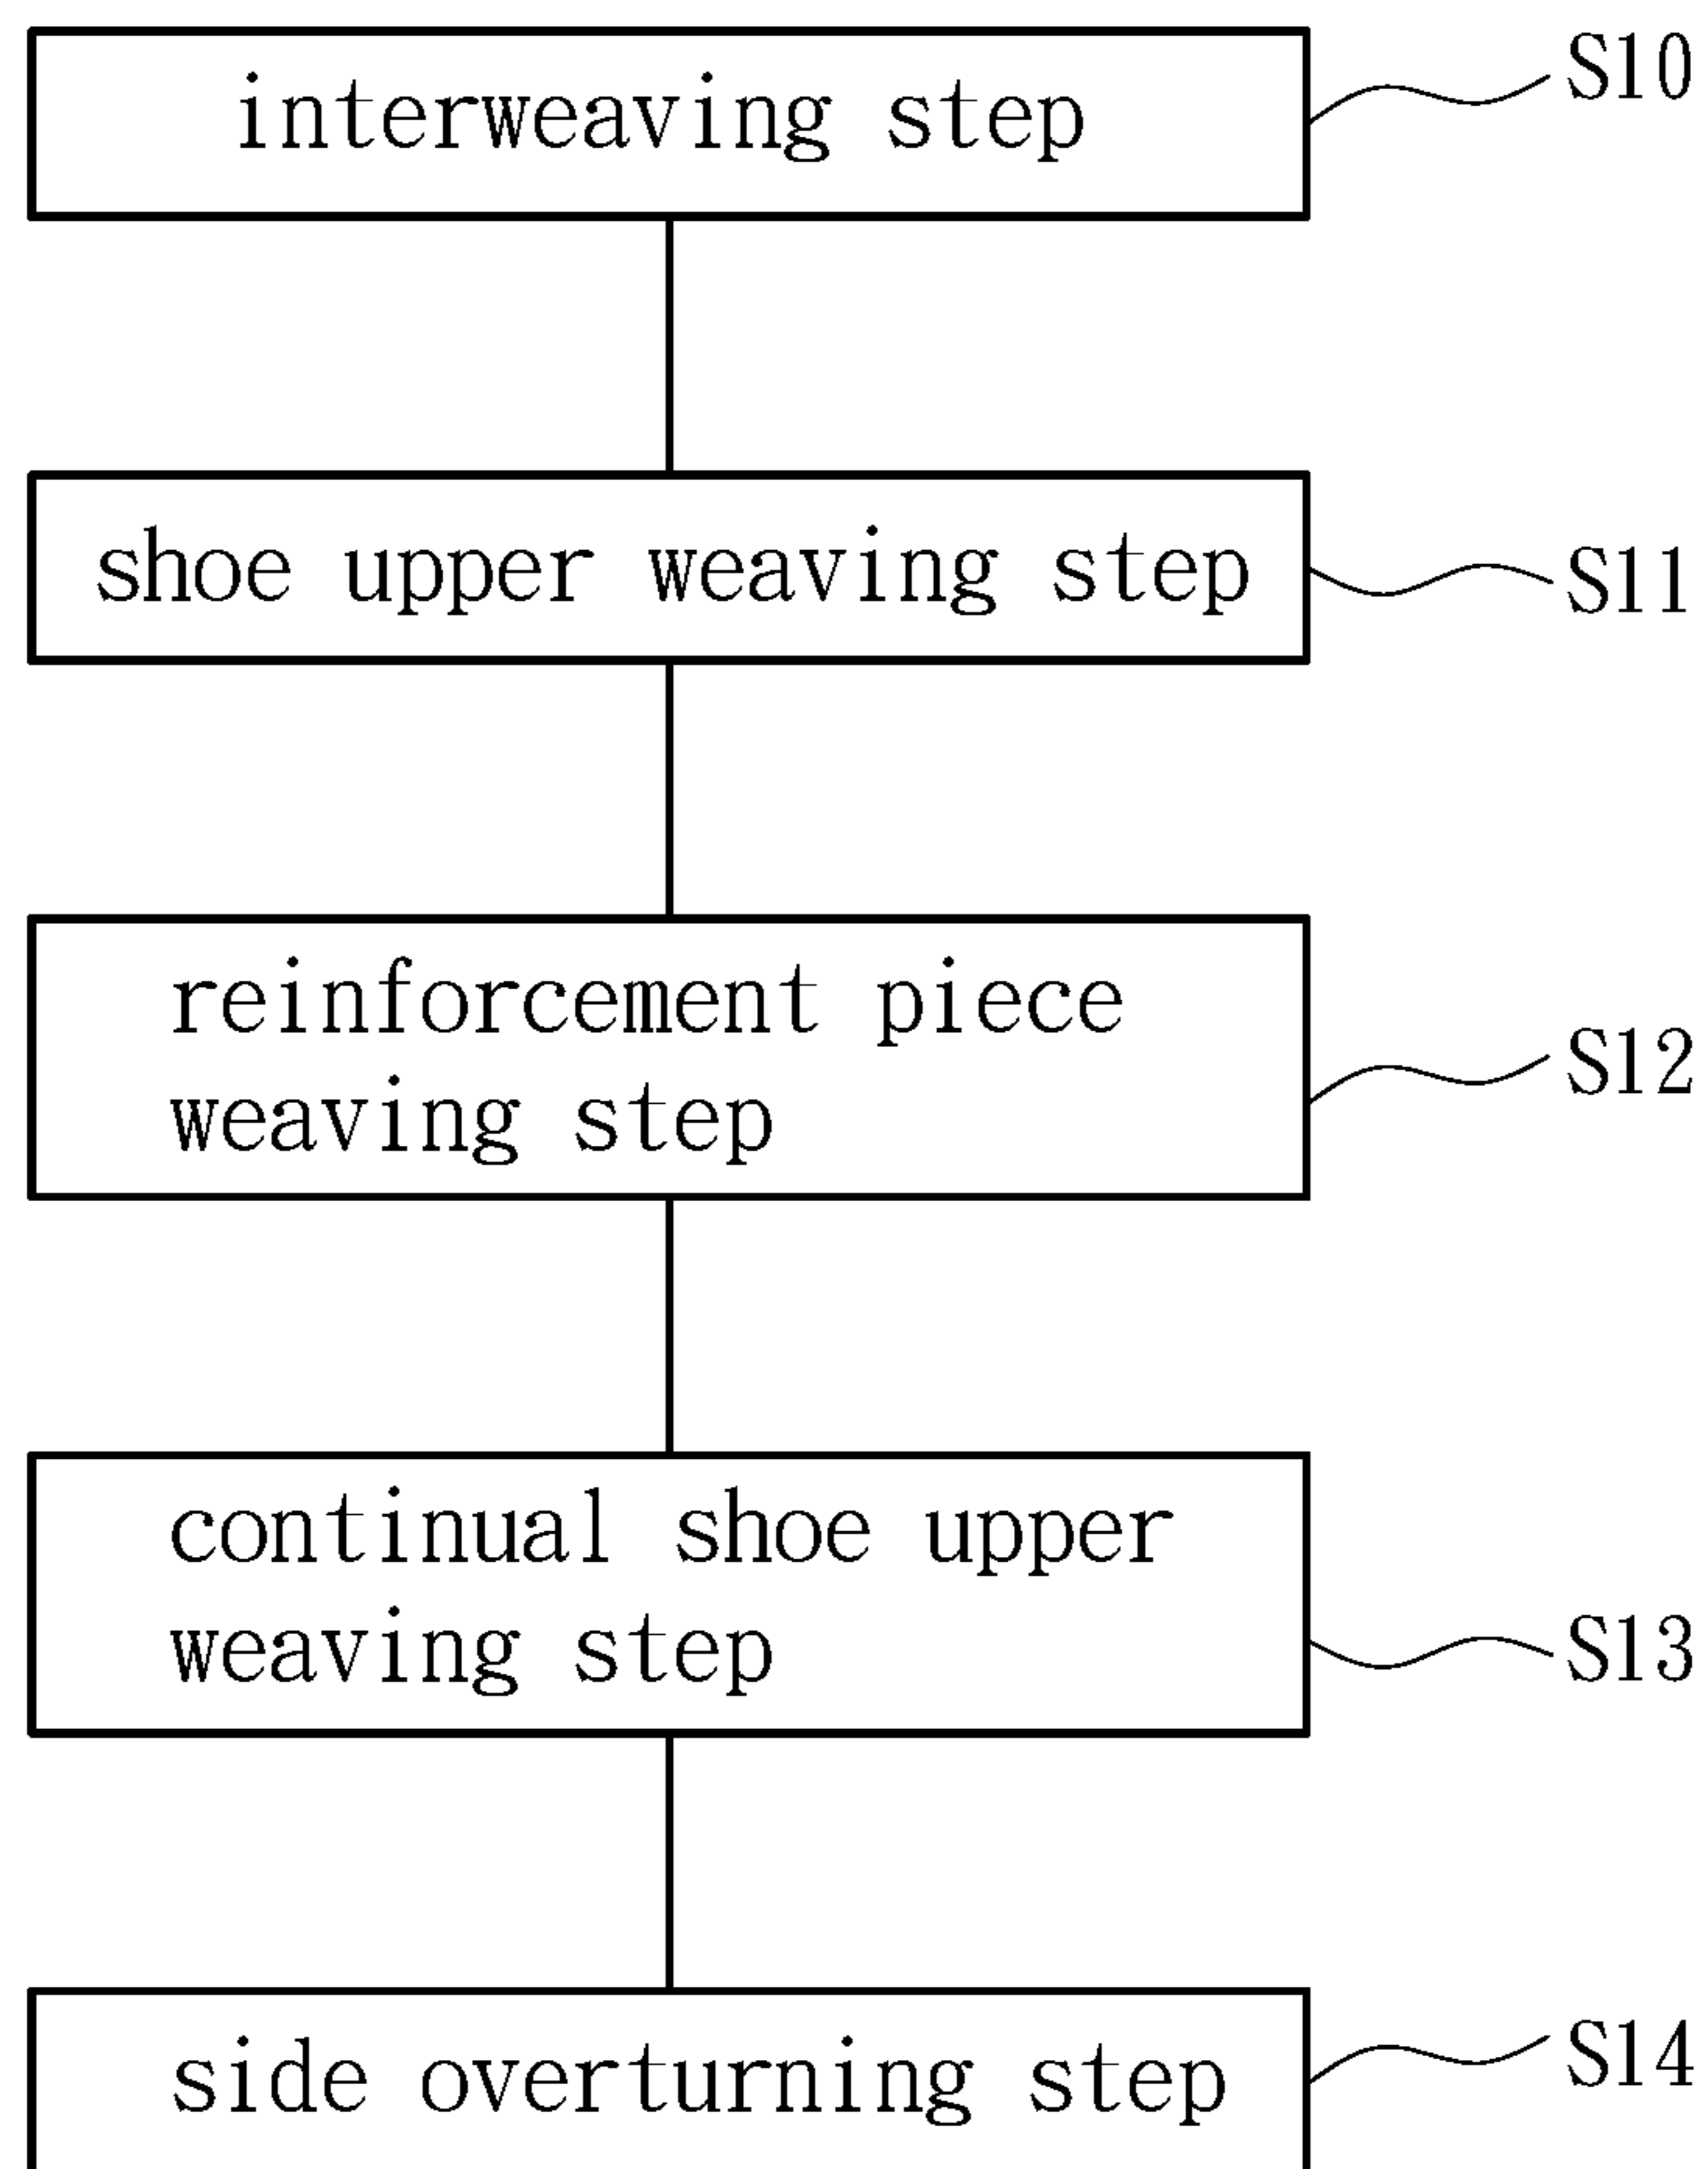 interweaving step
S10
shoe upper weaving step
S11
reinforcement piece
weaving step
S12
continual shoe upper
weaving step
S13
side overturning step
S14